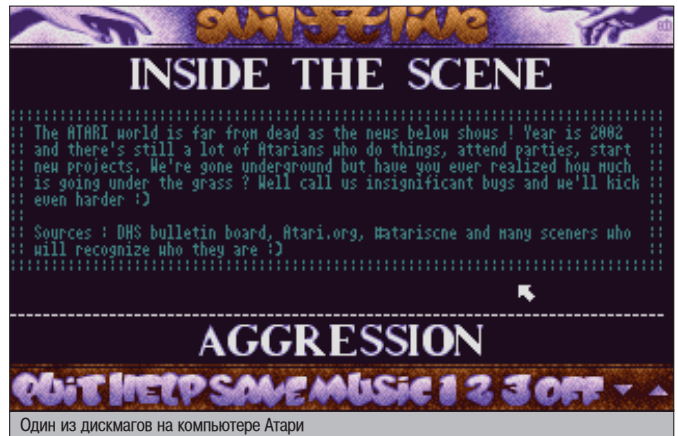 INSIDE THE SCENE
The ATARI world is far from dead as the news below shows ! Year is 2002
and there's still a lot of Atarians who do things, attend parties, start
new projects. We're gone underground but have you ever realized how much
is going under the grass ? Well call us insignificant bugs and we'll kick
even harder :)
Sources : DHS bulletin board, Atari.org, #atariscne and many sceners who
will recognize who they are :)
AGGRESSION
QUIT HELP SAVE MUSIC 1 2 3 OFF
Один из дискмагов на компьютере Атари